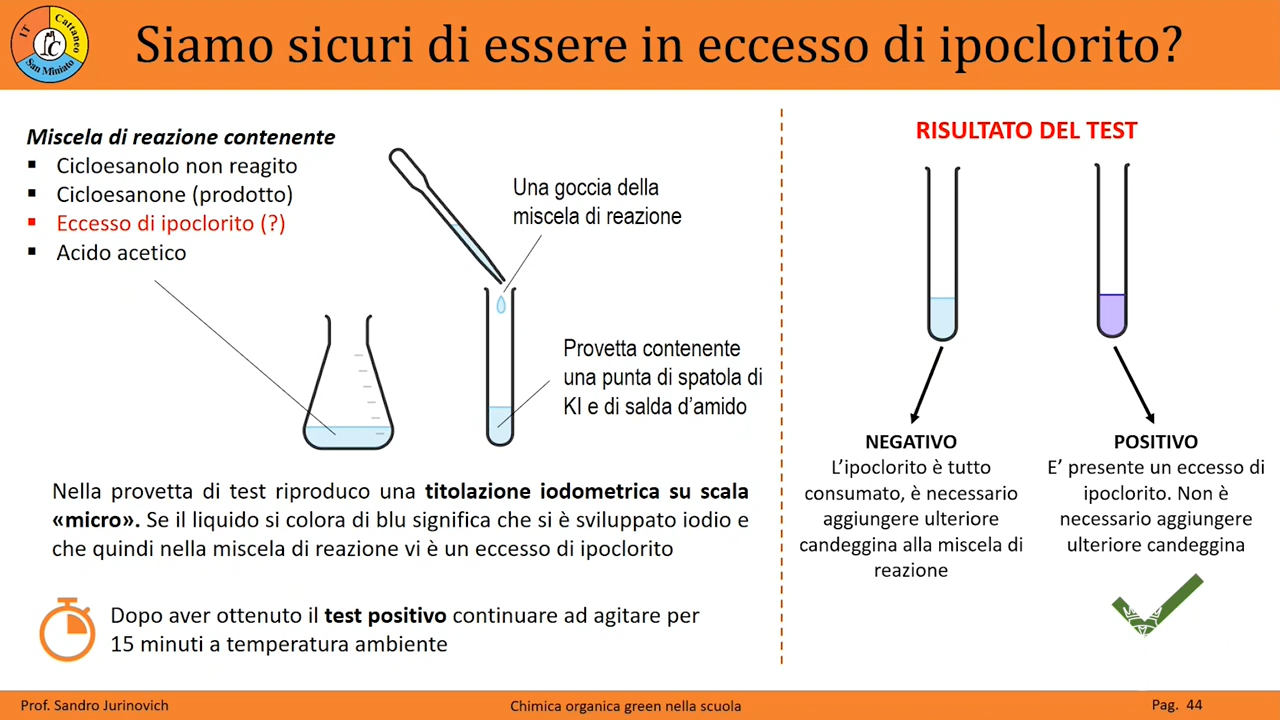 IT
Cattaneo
San Miniato
Siamo sicuri di essere in eccesso di ipoclorito?
Miscela di reazione contenente
▪ Cicloesanolo non reagito
▪ Cicloesanone (prodotto)
▪ Eccesso di ipoclorito (?)
▪ Acido acetico
Una goccia della
miscela di reazione
Provetta contenente
una punta di spatola di
KI e di salda d’amido
Nella provetta di test riproduco una titolazione iodometrica su scala
«micro». Se il liquido si colora di blu significa che si è sviluppato iodio e
che quindi nella miscela di reazione vi è un eccesso di ipoclorito
Dopo aver ottenuto il test positivo continuare ad agitare per
15 minuti a temperatura ambiente
RISULTATO DEL TEST
NEGATIVO
L’ipoclorito è tutto
consumato, è necessario
aggiungere ulteriore
candeggina alla miscela di
reazione
POSITIVO
E’ presente un eccesso di
ipoclorito. Non è
necessario aggiungere
ulteriore candeggina
Prof. Sandro Jurinovich
Chimica organica green nella scuola
Pag. 44